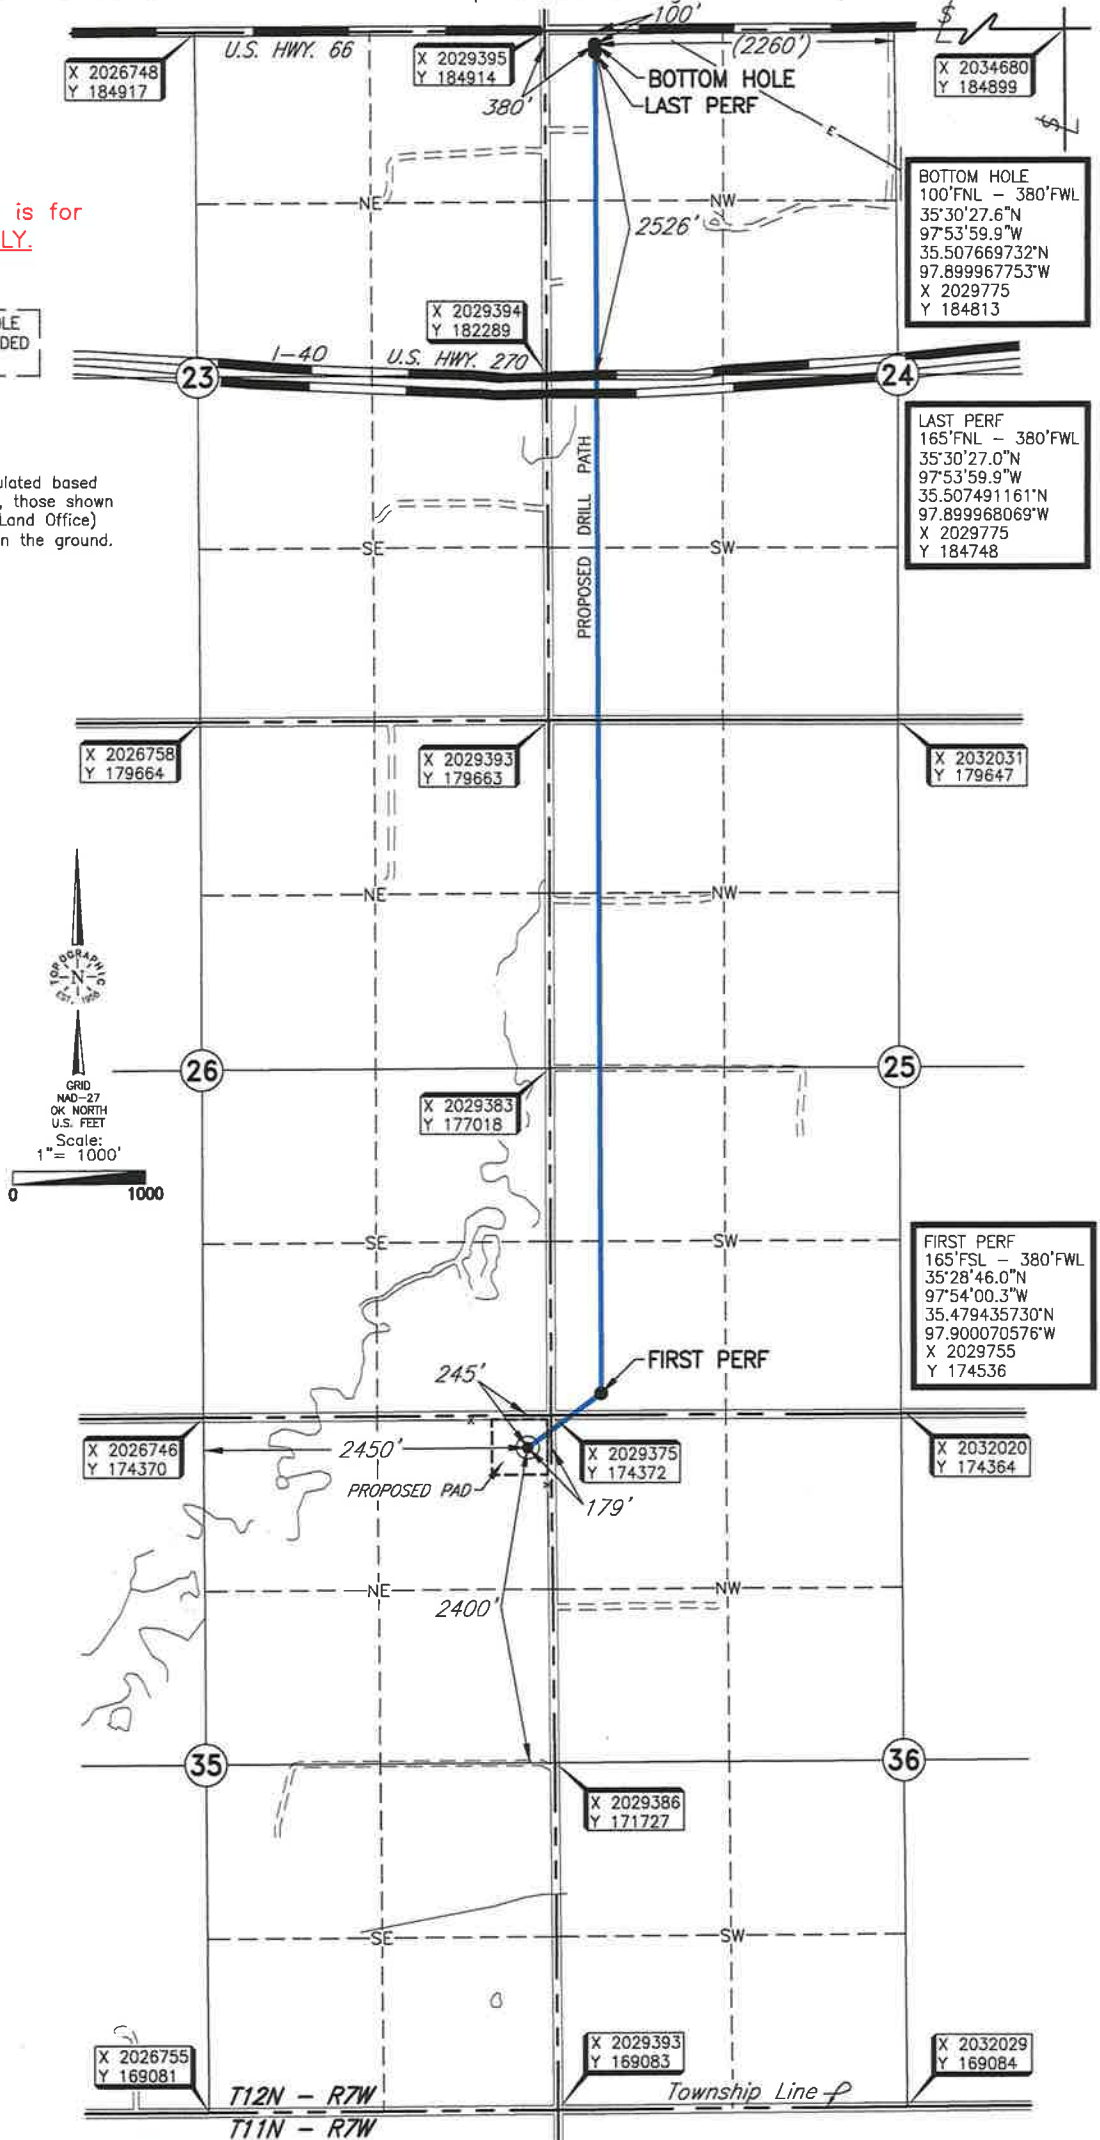 100'
U.S. HWY. 66
X 2026748
Y 184917
X 2029395
Y 184914
380'
(2260')
X 2034680
Y 184899
BOTTOM HOLE
LAST PERF
E
BOTTOM HOLE
100'FNL - 380'FWL
35°30'27.6"N
97°53'59.9"W
35.507669732°N
97.899967753°W
X 2029775
Y 184813
is for
LY.
NE
NW
2526'
LE
DED
X 2029394
Y 182289
I-40
U.S. HWY. 270
23
24
LAST PERF
165'FNL - 380'FWL
35°30'27.0"N
97°53'59.9"W
35.507491161°N
97.899968069°W
X 2029775
Y 184748
ulated based
, those shown
Land Office)
n the ground.
PROPOSED DRILL PATH
SE
SW
X 2026758
Y 179664
X 2029393
Y 179663
X 2032031
Y 179647
NE
NW
TOPOGRAPHIC
N
EST. 1956
GRID
NAD-27
OK NORTH
U.S. FEET
Scale:
1"= 1000'
0 1000
26
25
X 2029383
Y 177018
SE
SW
FIRST PERF
165'FSL - 380'FWL
35°28'46.0"N
97°54'00.3"W
35.479435730°N
97.900070576°W
X 2029755
Y 174536
FIRST PERF
245'
X 2026746
Y 174370
2450'
X 2029375
Y 174372
X 2032020
Y 174364
PROPOSED PAD
179'
NE
NW
2400'
35
36
X 2029386
Y 171727
SE
SW
X 2026755
Y 169081
X 2029393
Y 169083
X 2032029
Y 169084
T12N - R7W
Township Line
T11N - R7W